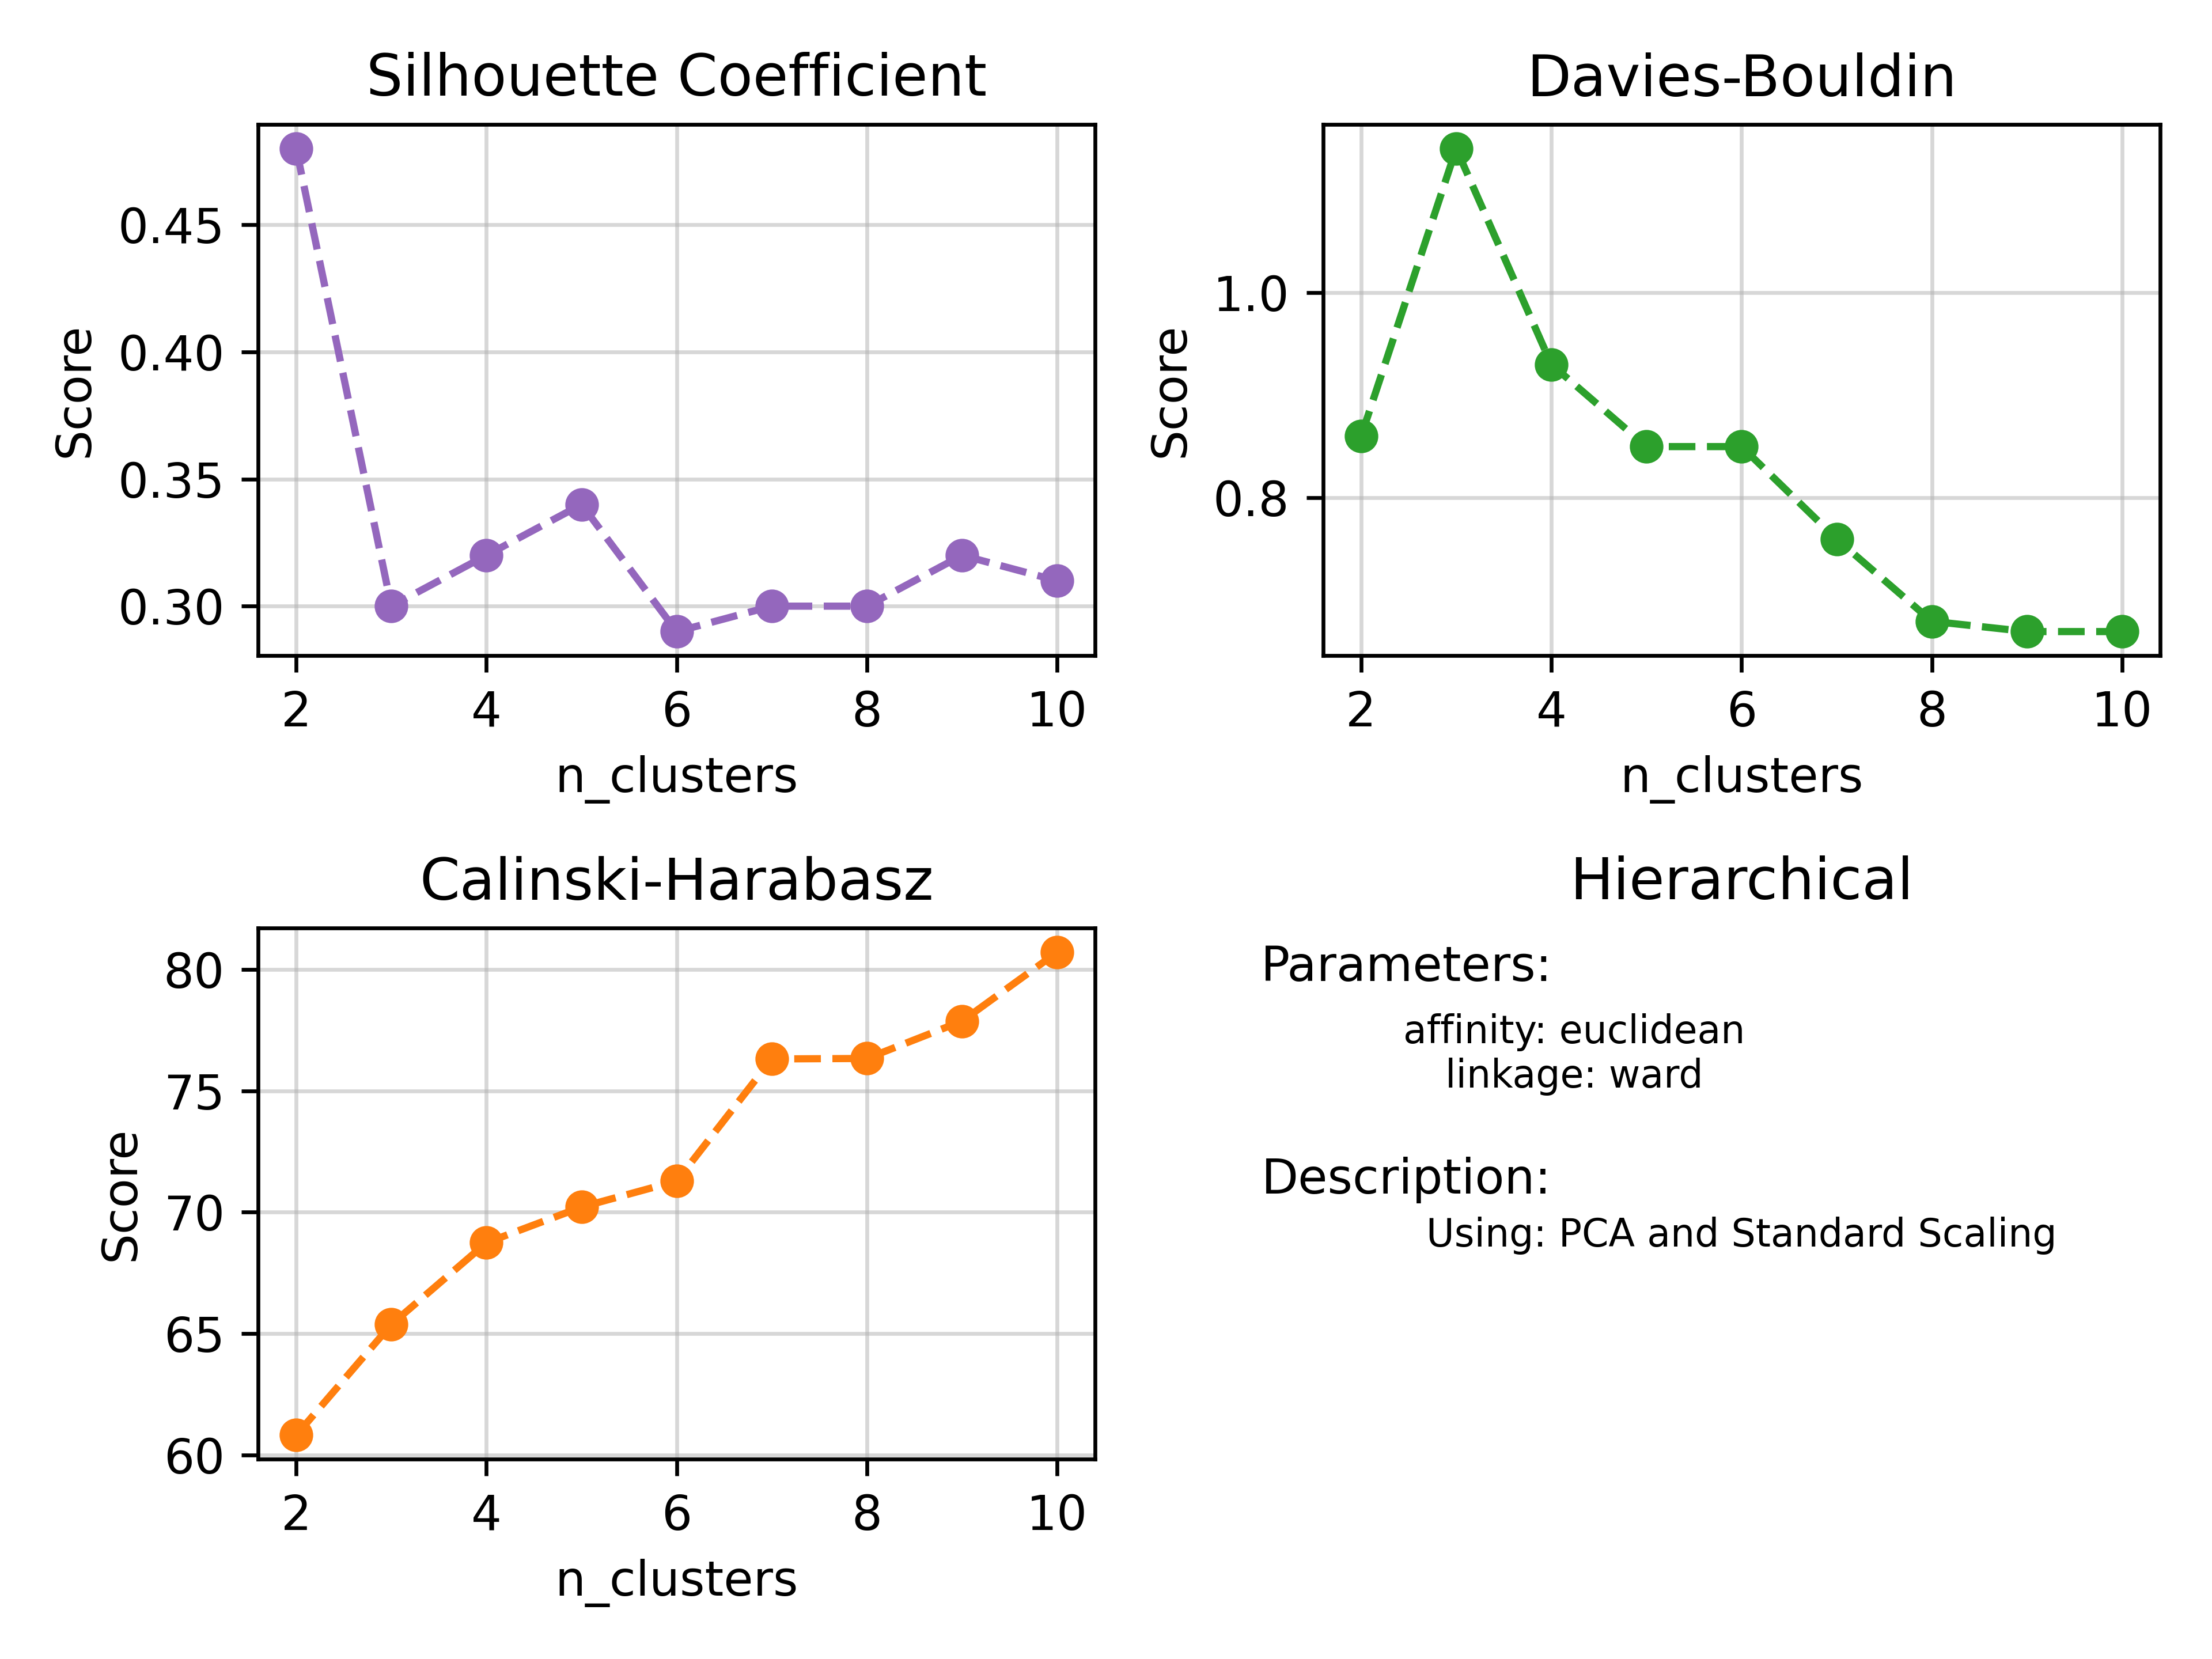 Silhouette Coefficient
Score
0.45
0.40
0.35
0.30
2 4 6 8 10
n_clusters
Davies-Bouldin
Score
1.0
0.8
2 4 6 8 10
n_clusters
Calinski-Harabasz
Score
80
75
70
65
60
2 4 6 8 10
n_clusters
Hierarchical
Parameters:
affinity: euclidean
linkage: ward
Description:
Using: PCA and Standard Scaling